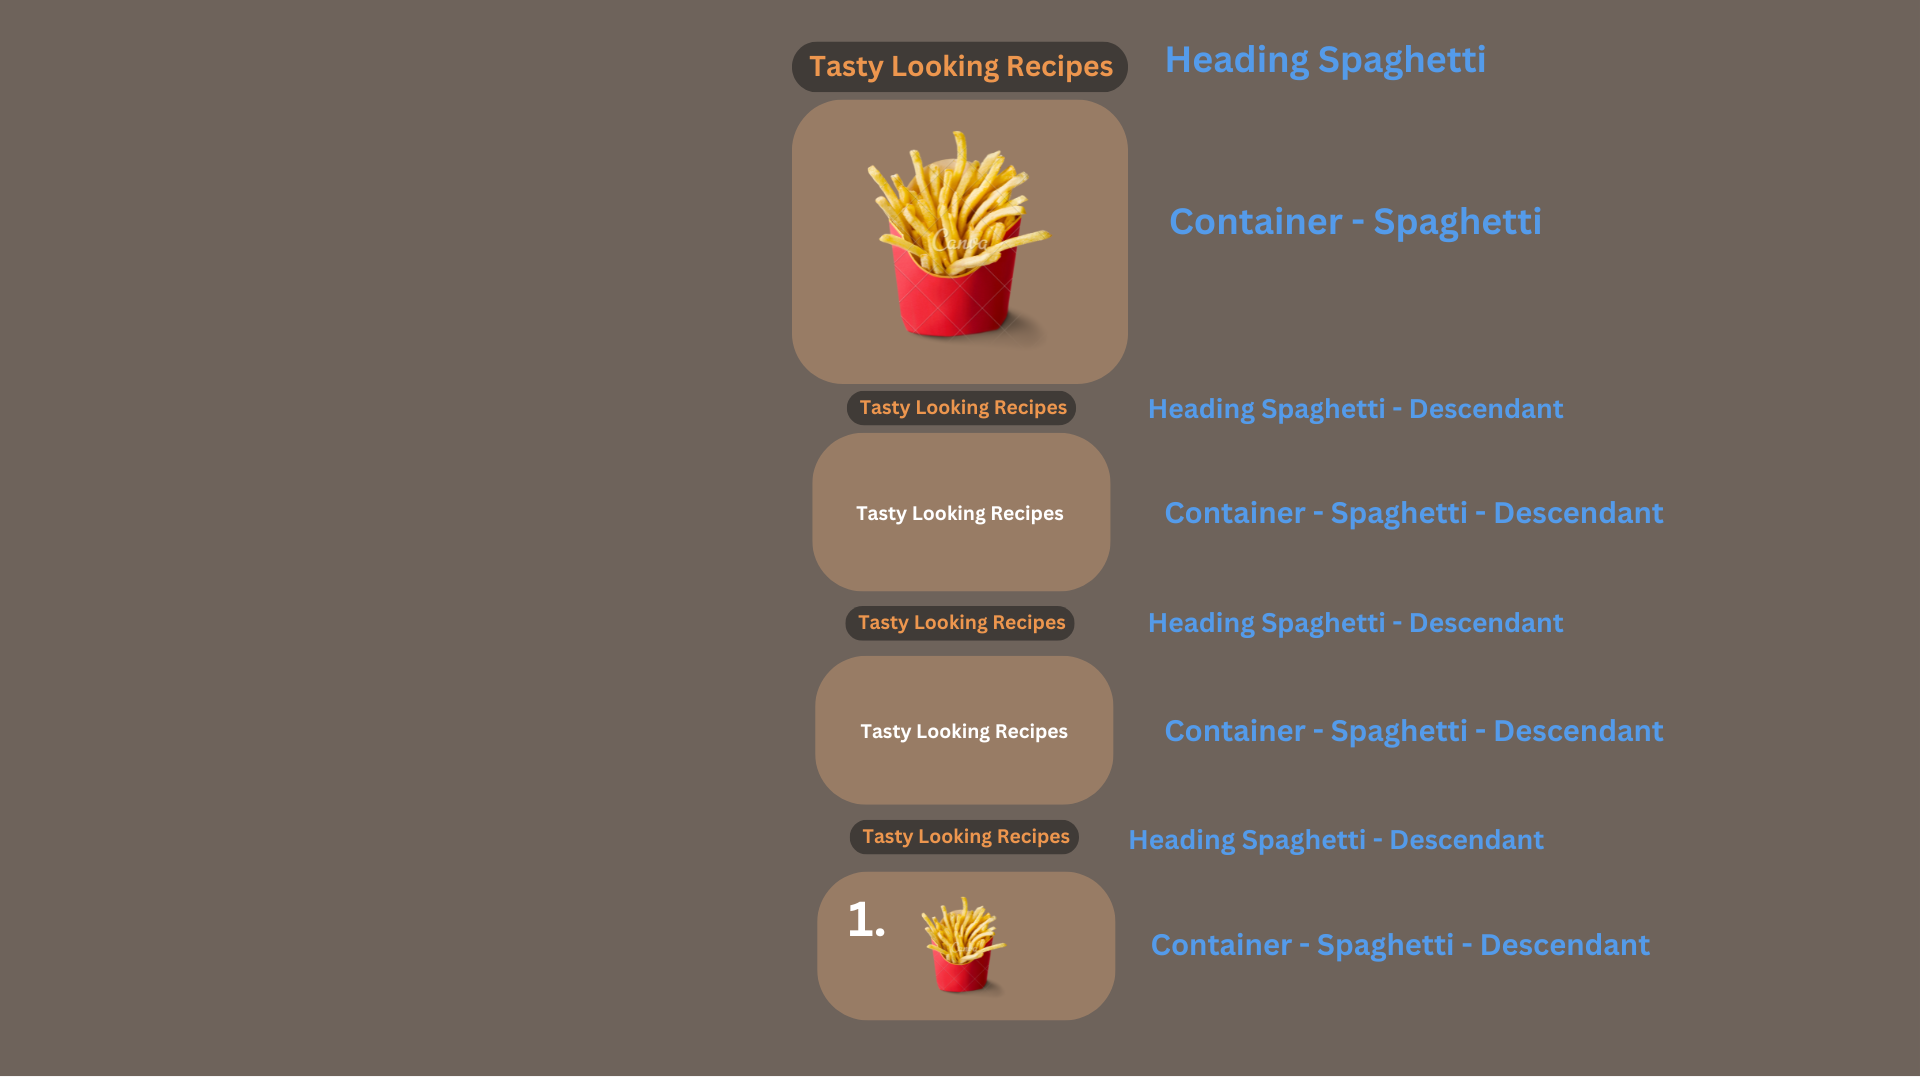 Tasty Looking Recipes
Heading Spaghetti
Canva
Container - Spaghetti
Tasty Looking Recipes
Heading Spaghetti - Descendant
Tasty Looking Recipes
Container - Spaghetti - Descendant
Tasty Looking Recipes
Heading Spaghetti - Descendant
Tasty Looking Recipes
Container - Spaghetti - Descendant
Tasty Looking Recipes
Heading Spaghetti - Descendant
1.
Container - Spaghetti - Descendant